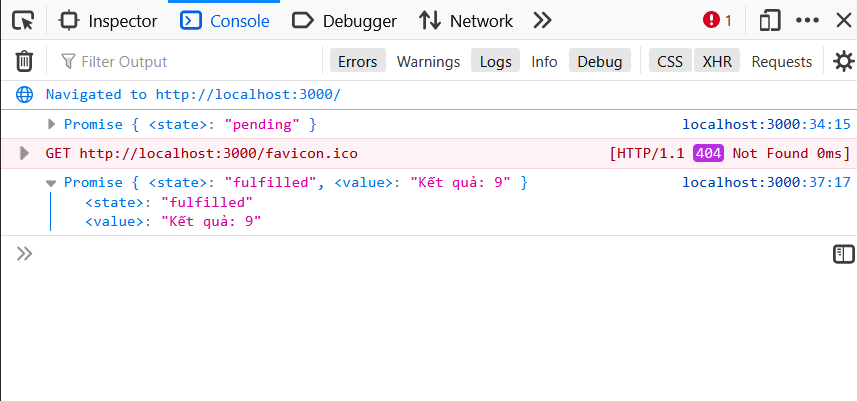 Inspector Console Debugger Network 1
Filter Output Errors Warnings Logs Info Debug CSS XHR Requests
Navigated to http://localhost:3000/
Promise { <state>: "pending" } localhost:3000:34:15
GET http://localhost:3000/favicon.ico [HTTP/1.1 404 Not Found 0ms]
Promise { <state>: "fulfilled", <value>: "Kết quả: 9" } localhost:3000:37:17
<state>: "fulfilled"
<value>: "Kết quả: 9"